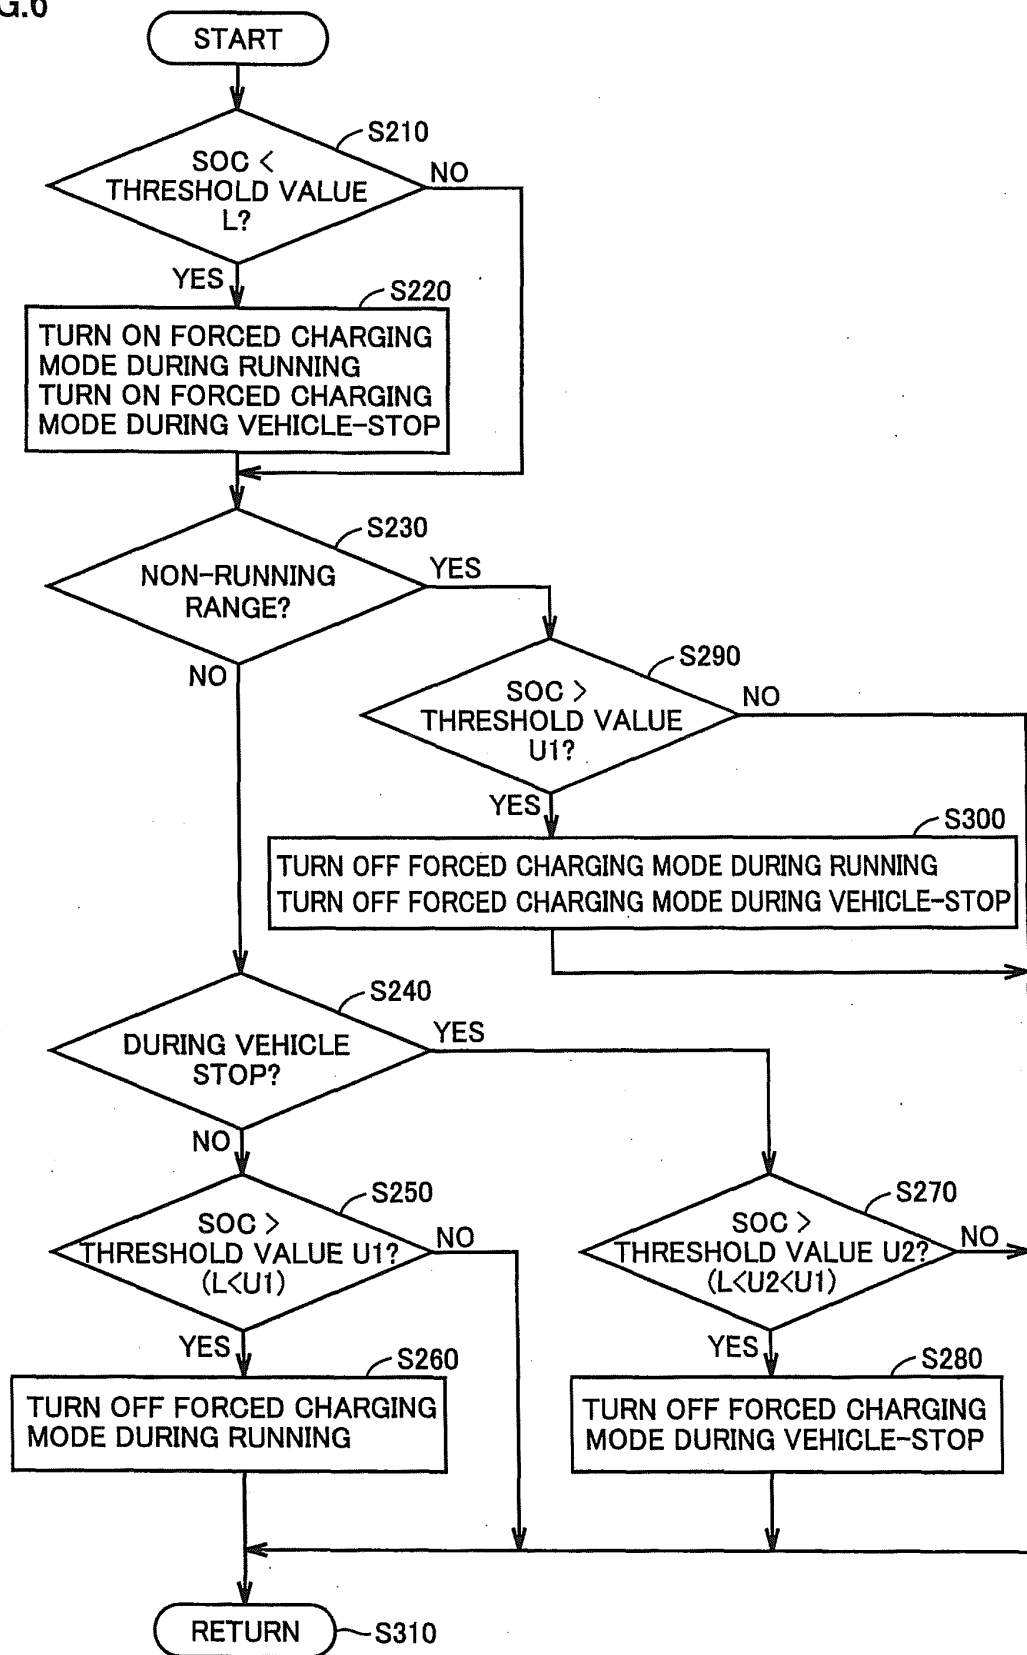 G.6
START
S210
SOC <
THRESHOLD VALUE
L?
NO
YES
S220
TURN ON FORCED CHARGING
MODE DURING RUNNING
TURN ON FORCED CHARGING
MODE DURING VEHICLE-STOP
S230
NON-RUNNING
RANGE?
YES
NO
S290
SOC >
THRESHOLD VALUE
U1?
NO
YES
S300
TURN OFF FORCED CHARGING MODE DURING RUNNING
TURN OFF FORCED CHARGING MODE DURING VEHICLE-STOP
S240
DURING VEHICLE
STOP?
YES
NO
S250
SOC >
THRESHOLD VALUE U1?
(L<U1)
NO
YES
S270
SOC >
THRESHOLD VALUE U2?
(L<U2<U1)
NO
YES
S260
TURN OFF FORCED CHARGING
MODE DURING RUNNING
S280
TURN OFF FORCED CHARGING
MODE DURING VEHICLE-STOP
RETURN
S310